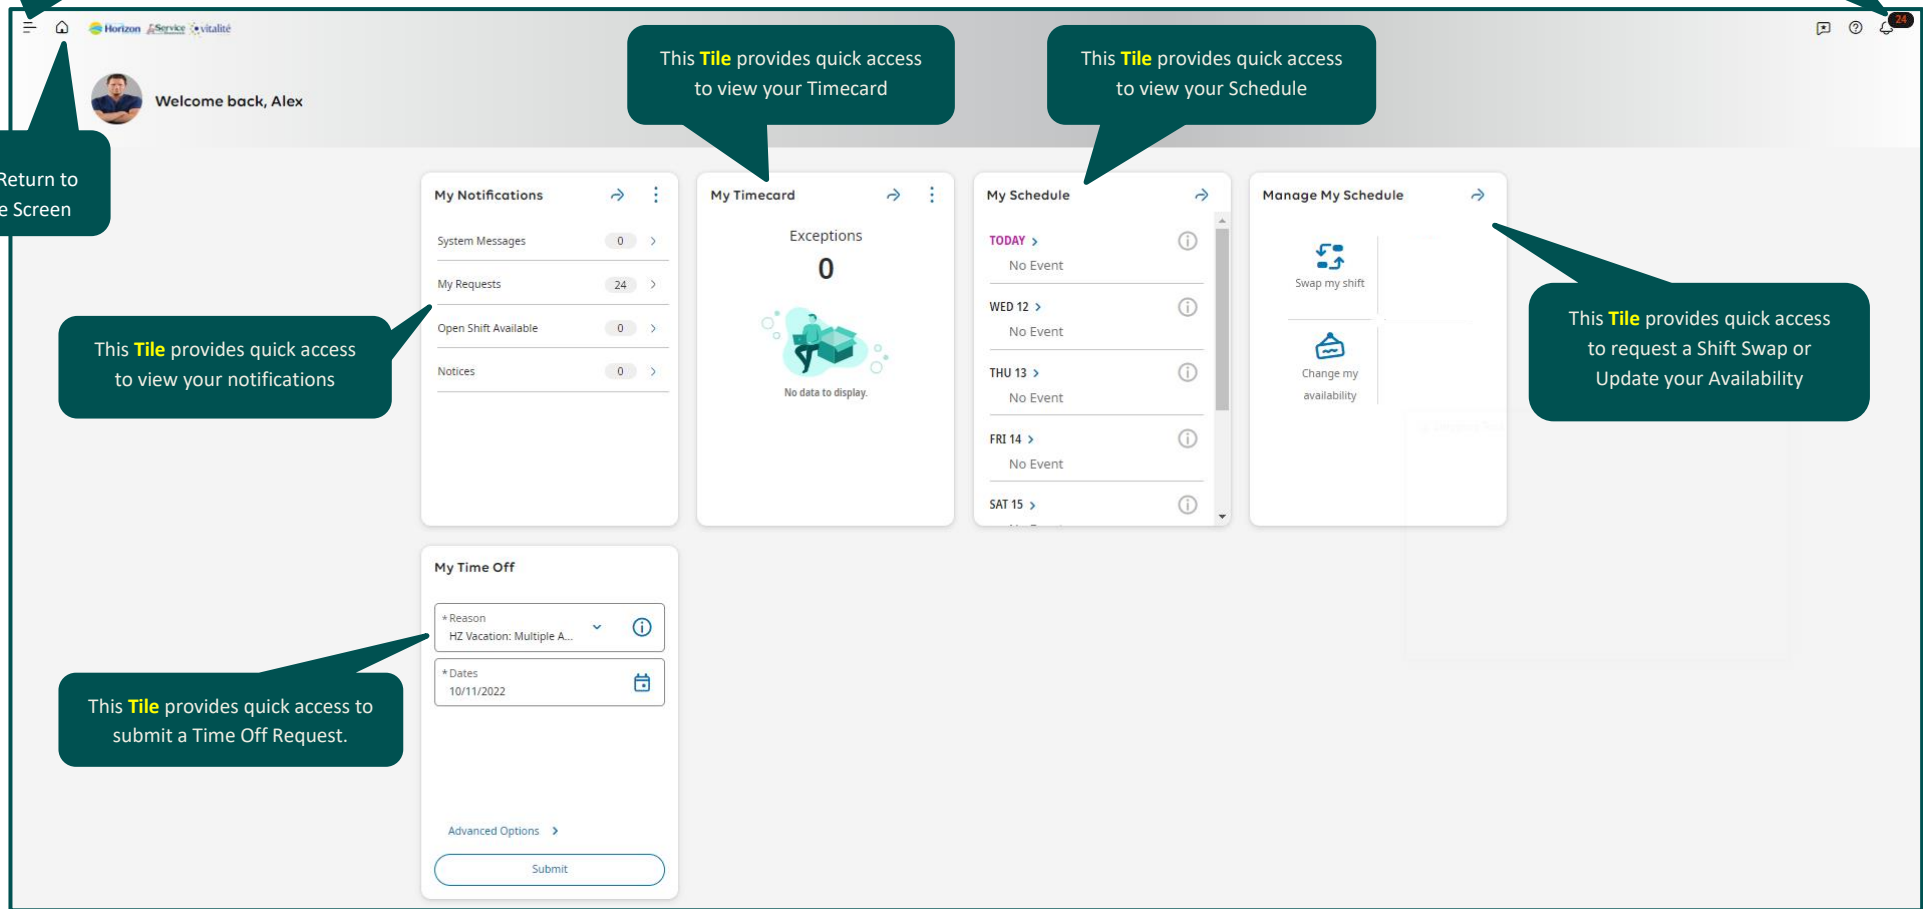 Horizon Service vitalité
24
Welcome back, Alex
This Tile provides quick access
to view your Timecard
This Tile provides quick access
to view your Schedule
Return to
e Screen
My Notifications
System Messages 0
My Requests 24
Open Shift Available 0
Notices 0
This Tile provides quick access
to view your notifications
My Timecard
Exceptions
0
No data to display.
My Schedule
TODAY
No Event
WED 12
No Event
THU 13
No Event
FRI 14
No Event
SAT 15
Manage My Schedule
Swap my shift
Change my
availability
This Tile provides quick access
to request a Shift Swap or
Update your Availability
My Time Off
*Reason
HZ Vacation: Multiple A...
*Dates
10/11/2022
Advanced Options
Submit
This Tile provides quick access to
submit a Time Off Request.